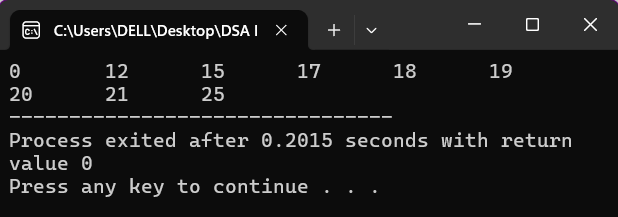 C:\Users\DELL\Desktop\DSA l
0 12 15 17 18 19
20 21 25
--------------------------------
Process exited after 0.2015 seconds with return
value 0
Press any key to continue . . .